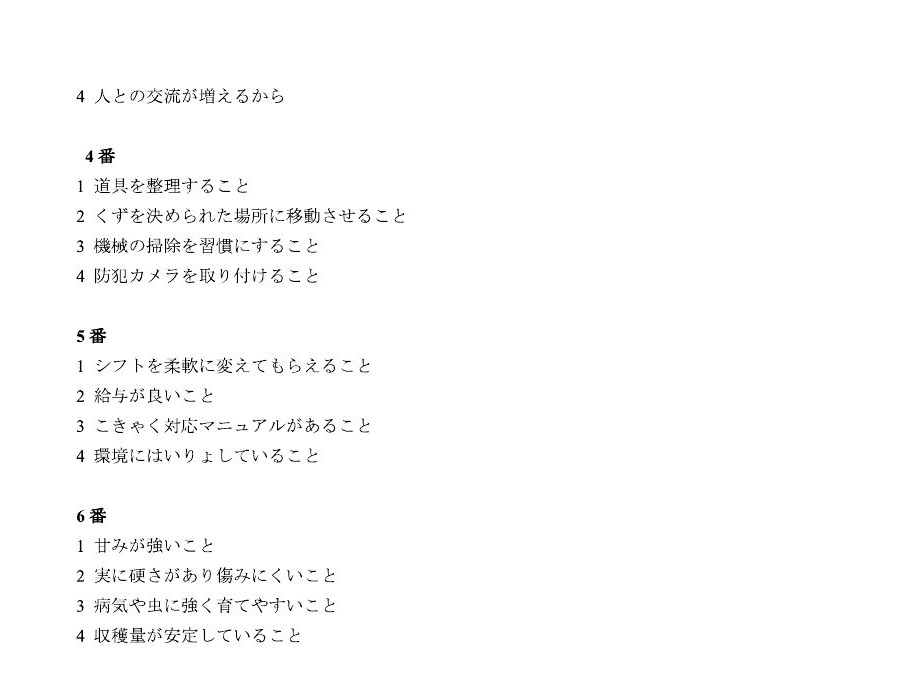 4 人との交流が増えるから
4 番
1 道具を整理すること
2 くずを決められた場所に移動させること
3 機械の掃除を習慣にすること
4 防犯カメラを取り付けること
5 番
1 シフトを柔軟に変えてもらえること
2 給与が良いこと
3 こきゃく対応マニュアルがあること
4 環境にはいりょしていること
6 番
1 甘みが強いこと
2 実に硬さがあり傷みにくいこと
3 病気や虫に強く育てやすいこと
4 収穫量が安定していること